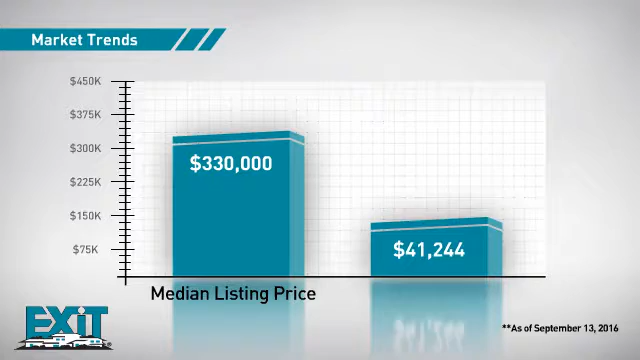 Market Trends
$450K
$375K
$300K
$225K
$150K
$75K
$330,000
$41,244
Median Listing Price
EXiT
**As of September 13, 2016